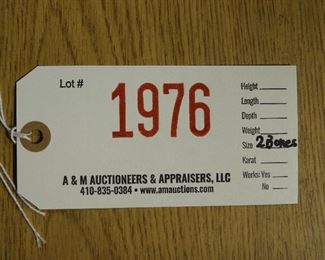 Lot #
1976
A & M AUCTIONEERS & APPRAISERS, LLC
410-835-0384 • www.amauctions.com
Height
Length
Depth
Weight
Size 2 Boxes
Karat
Works: Yes
No